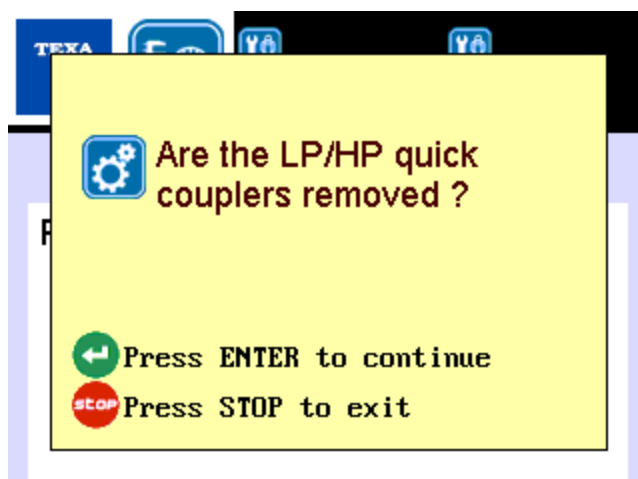 TEXA
Are the LP/HP quick
couplers removed ?
Press ENTER to continue
STOP Press STOP to exit